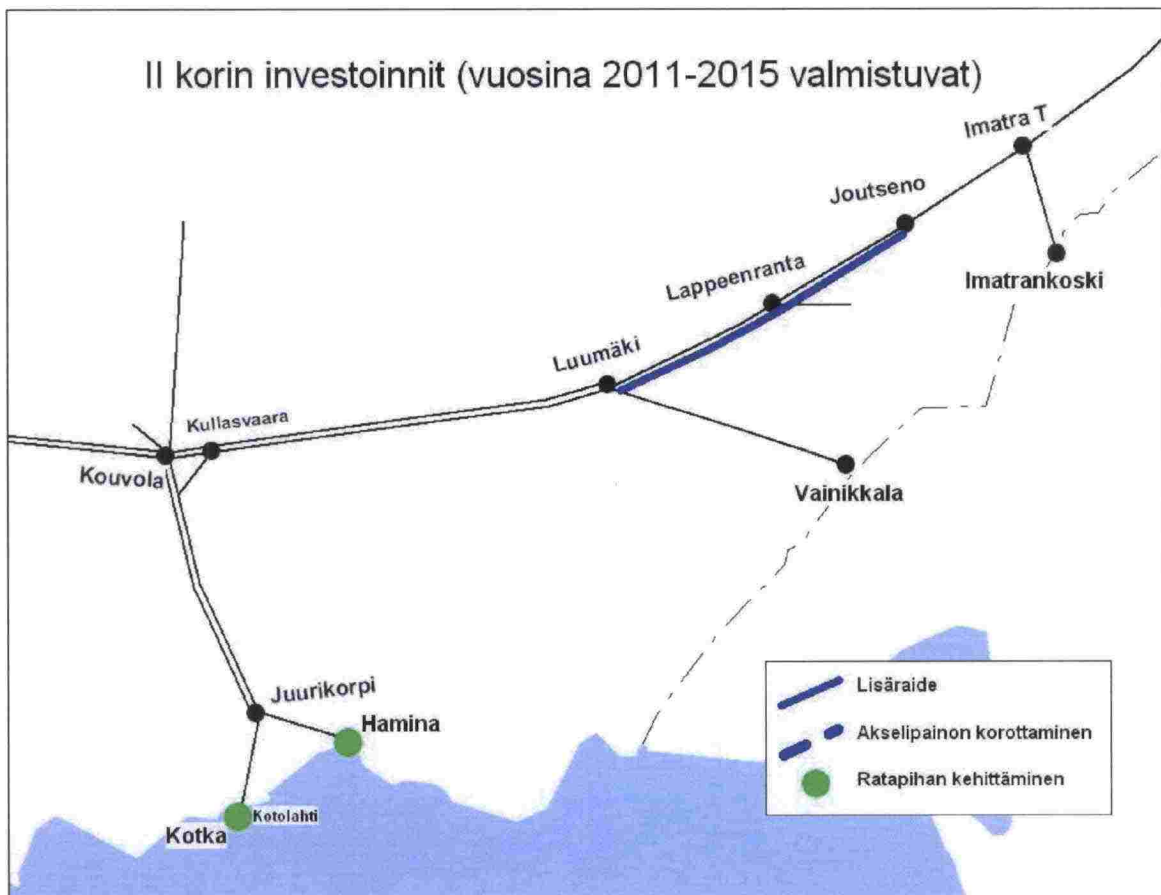 II korin investoinnit (vuosina 2011-2015 valmistuvat)
Imatra T
Joutseno
Imatrankoski
Lappeenranta
Luumäki
Kullasvaara
Kouvola
Vainikkala
Juurikorpi
Hamina
Kotolahti
Kotka
Lisäraide
Akselipainon korottaminen
Ratapihan kehittäminen